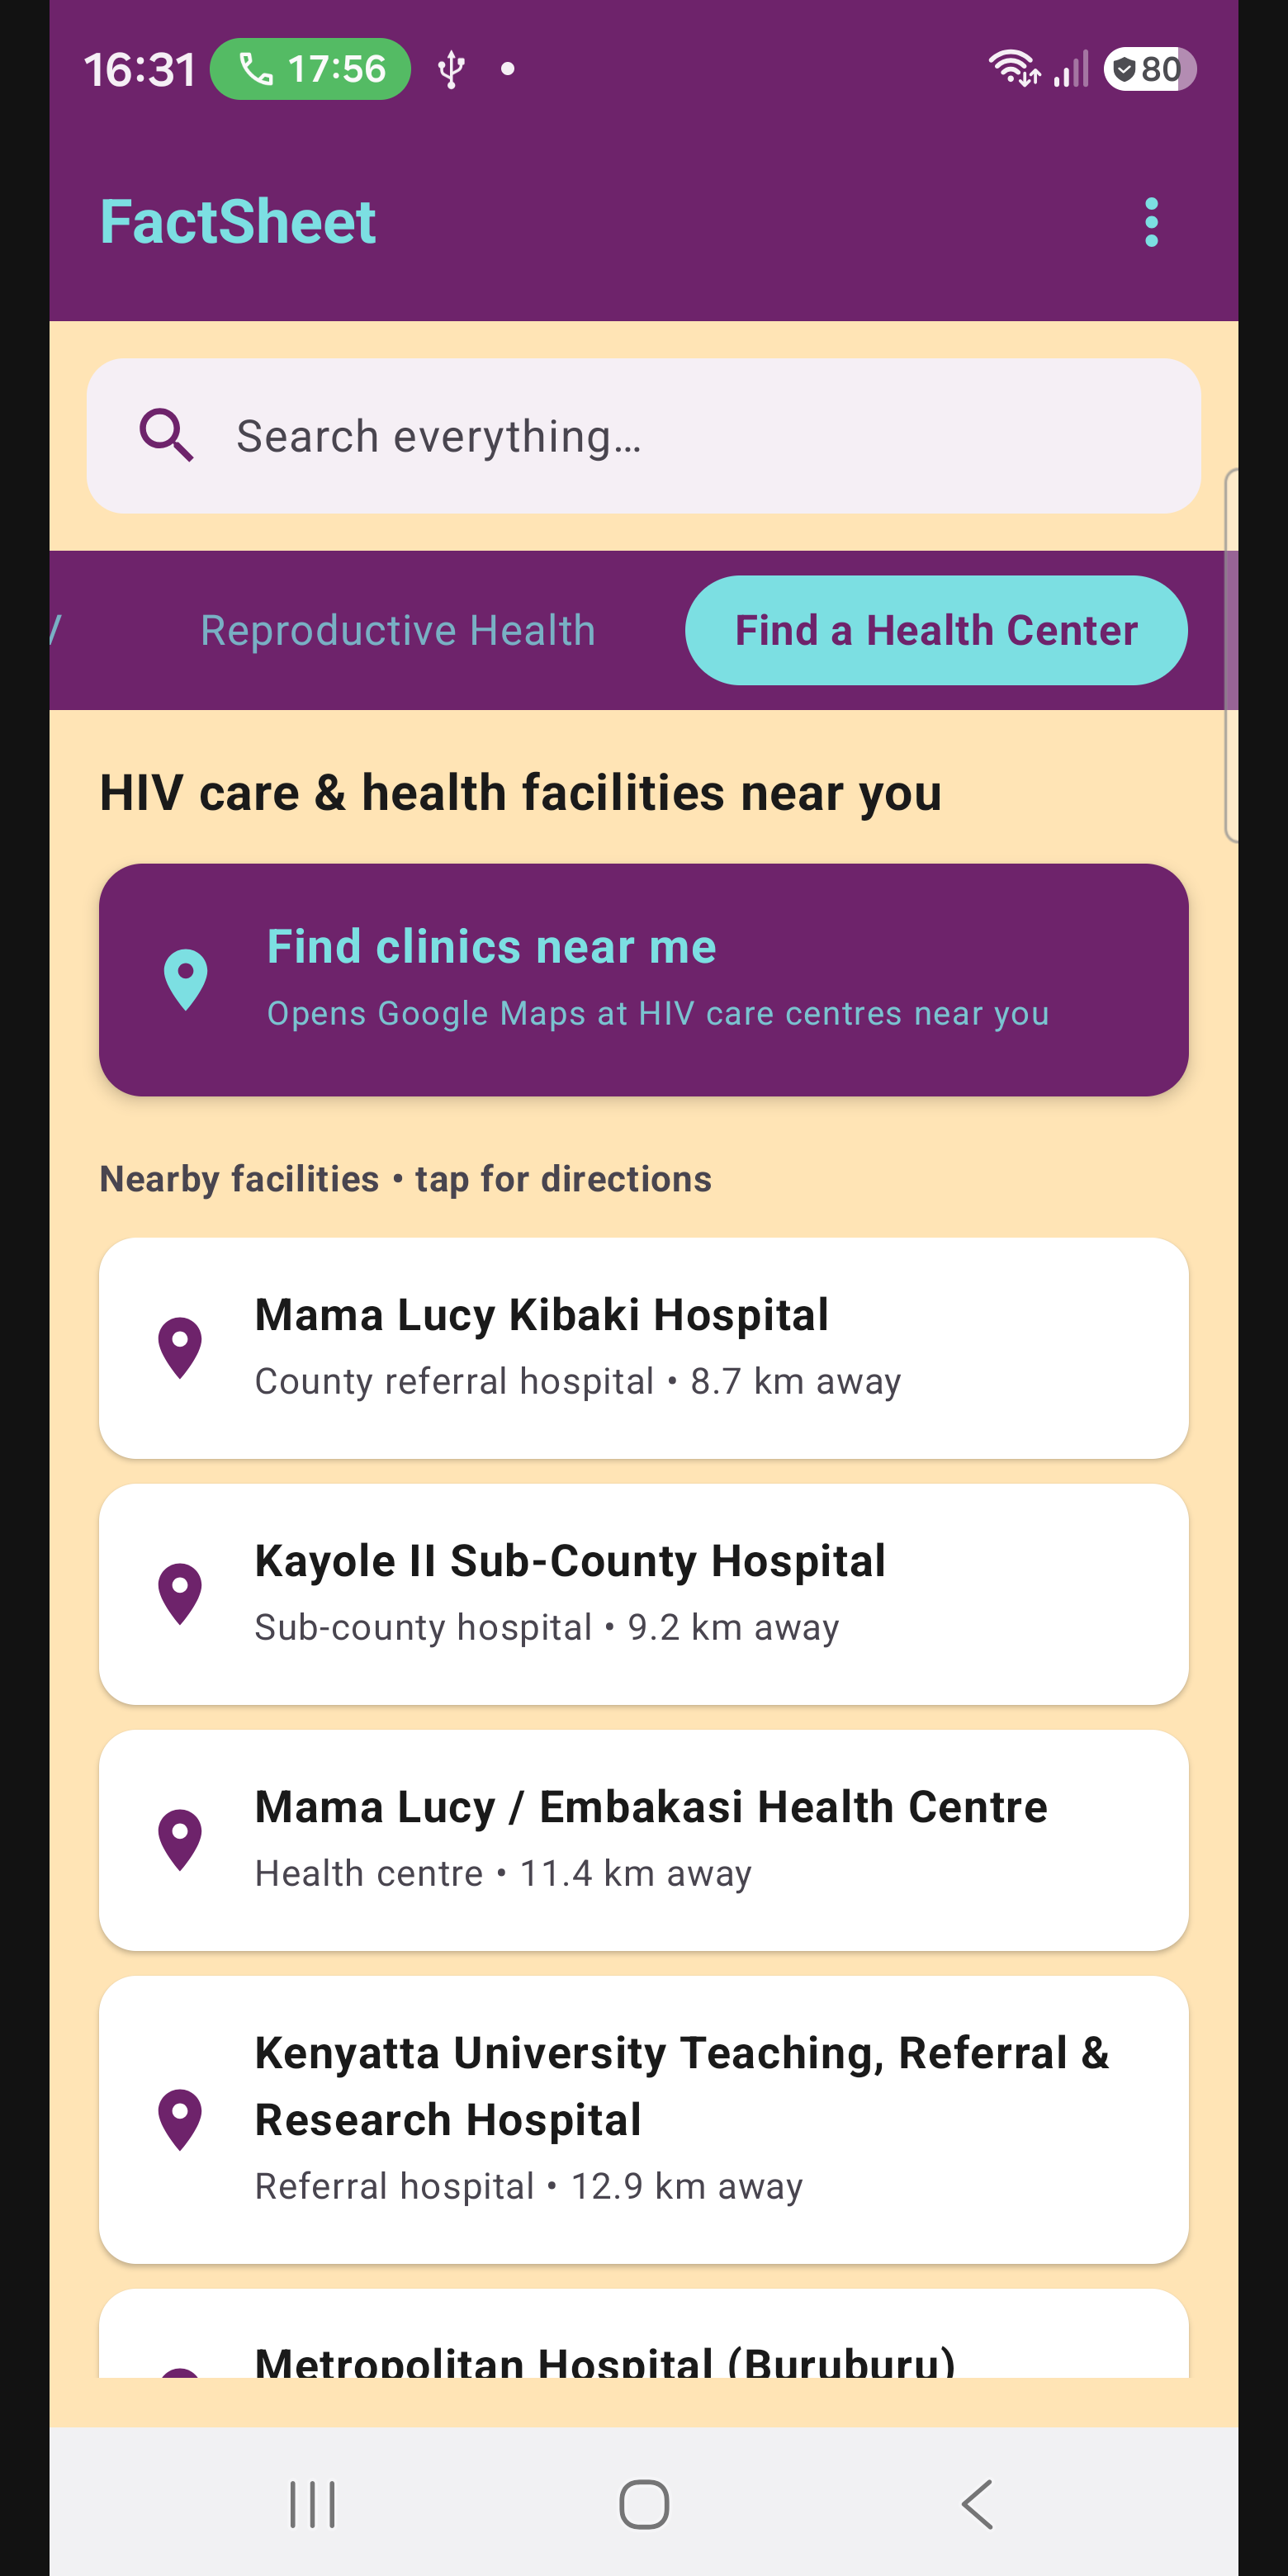 16:31 17:56 80
FactSheet
Search everything…
Reproductive Health Find a Health Center
HIV care & health facilities near you
Find clinics near me
Opens Google Maps at HIV care centres near you
Nearby facilities • tap for directions
Mama Lucy Kibaki Hospital
County referral hospital • 8.7 km away
Kayole II Sub-County Hospital
Sub-county hospital • 9.2 km away
Mama Lucy / Embakasi Health Centre
Health centre • 11.4 km away
Kenyatta University Teaching, Referral &
Research Hospital
Referral hospital • 12.9 km away
Metropolitan Hospital (Buruburu)